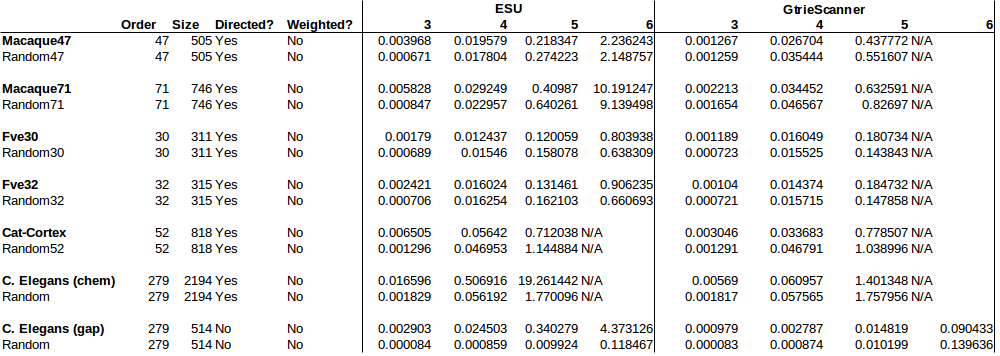 ESU GtrieScanner
Order Size Directed? Weighted? 3 4 5 6 3 4 5 6
Macaque47 47 505 Yes No 0.003968 0.019579 0.218347 2.236243 0.001267 0.026704 0.437772 N/A
Random47 47 505 Yes No 0.000671 0.017804 0.274223 2.148757 0.001259 0.035444 0.551607 N/A
Macaque71 71 746 Yes No 0.005828 0.029249 0.40987 10.191247 0.002213 0.034452 0.632591 N/A
Random71 71 746 Yes No 0.000847 0.022957 0.640261 9.139498 0.001654 0.046567 0.82697 N/A
Fve30 30 311 Yes No 0.00179 0.012437 0.120059 0.803938 0.001189 0.016049 0.180734 N/A
Random30 30 311 Yes No 0.000689 0.01546 0.158078 0.638309 0.000723 0.015525 0.143843 N/A
Fve32 32 315 Yes No 0.002421 0.016024 0.131461 0.906235 0.00104 0.014374 0.184732 N/A
Random32 32 315 Yes No 0.000706 0.016254 0.162103 0.660693 0.000721 0.015715 0.147858 N/A
Cat-Cortex 52 818 Yes No 0.006505 0.05642 0.712038 N/A 0.003046 0.033683 0.778507 N/A
Random52 52 818 Yes No 0.001296 0.046953 1.144884 N/A 0.001291 0.046791 1.038996 N/A
C. Elegans (chem) 279 2194 Yes No 0.016596 0.506916 19.261442 N/A 0.00569 0.060957 1.401348 N/A
Random 279 2194 Yes No 0.001829 0.056192 1.770096 N/A 0.001817 0.057565 1.757956 N/A
C. Elegans (gap) 279 514 No No 0.002903 0.024503 0.340279 4.373126 0.000979 0.002787 0.014819 0.090433
Random 279 514 No No 0.000084 0.000859 0.009924 0.118467 0.000083 0.000874 0.010199 0.139636